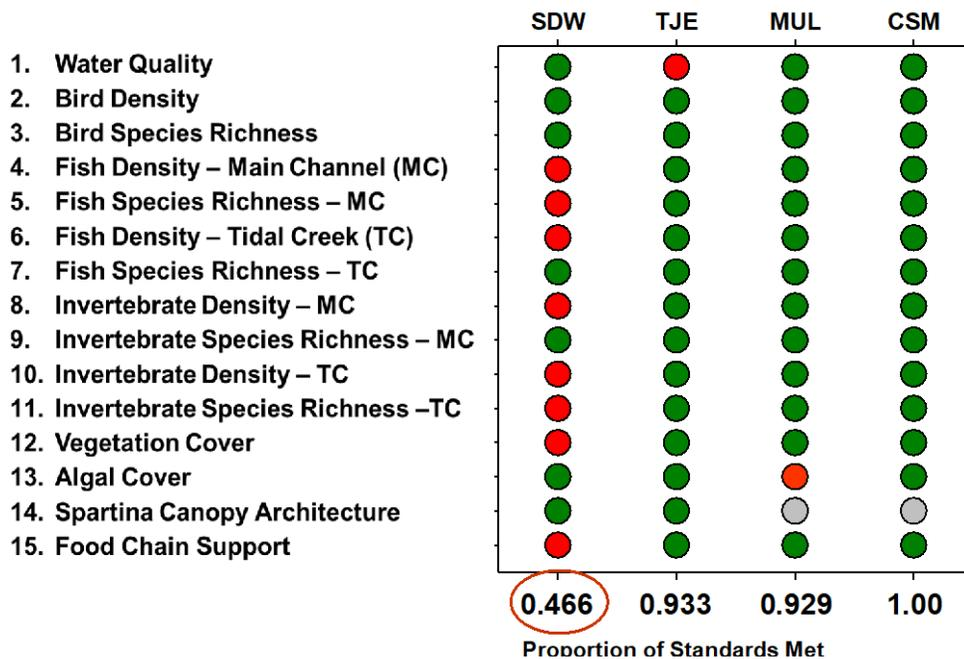 SDW TJE MUL CSM
1. Water Quality
2. Bird Density
3. Bird Species Richness
4. Fish Density – Main Channel (MC)
5. Fish Species Richness – MC
6. Fish Density – Tidal Creek (TC)
7. Fish Species Richness – TC
8. Invertebrate Density – MC
9. Invertebrate Species Richness – MC
10. Invertebrate Density – TC
11. Invertebrate Species Richness –TC
12. Vegetation Cover
13. Algal Cover
14. Spartina Canopy Architecture
15. Food Chain Support
0.466 0.933 0.929 1.00
Proportion of Standards Met